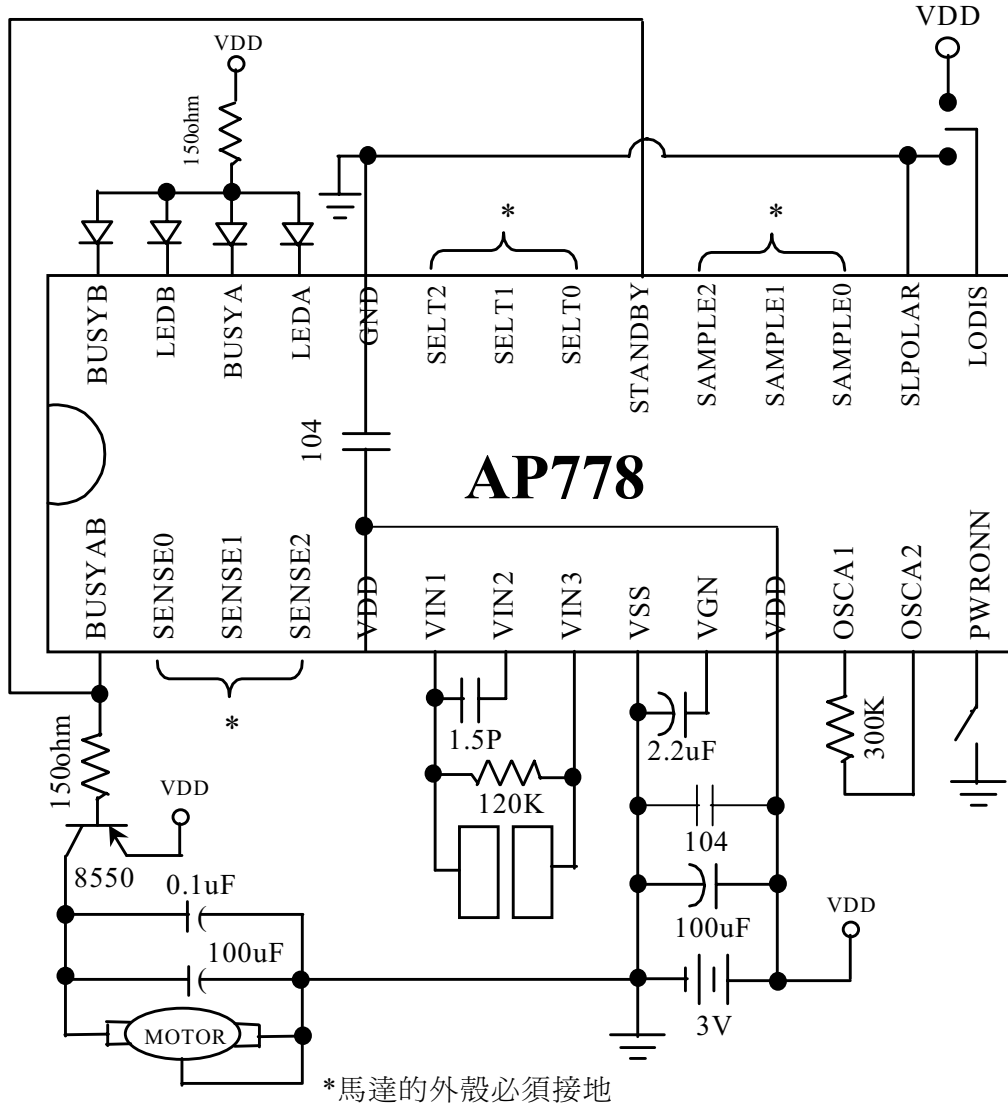 VDD
VDD
150ohm
*
*
BUSYB
LEDB
BUSYA
LEDA
GND
SELT2
SELT1
SELT0
STANDBY
SAMPLE2
SAMPLE1
SAMPLE0
SLPOLAR
LODIS
104
AP778
BUSYAB
SENSE0
SENSE1
SENSE2
VDD
VIN1
VIN2
VIN3
VSS
VGN
VDD
OSCA1
OSCA2
PWRONN
*
150ohm
1.5P
2.2uF
300K
VDD
120K
104
8550
0.1uF
100uF
VDD
100uF
3V
MOTOR
*馬達的外殼必須接地